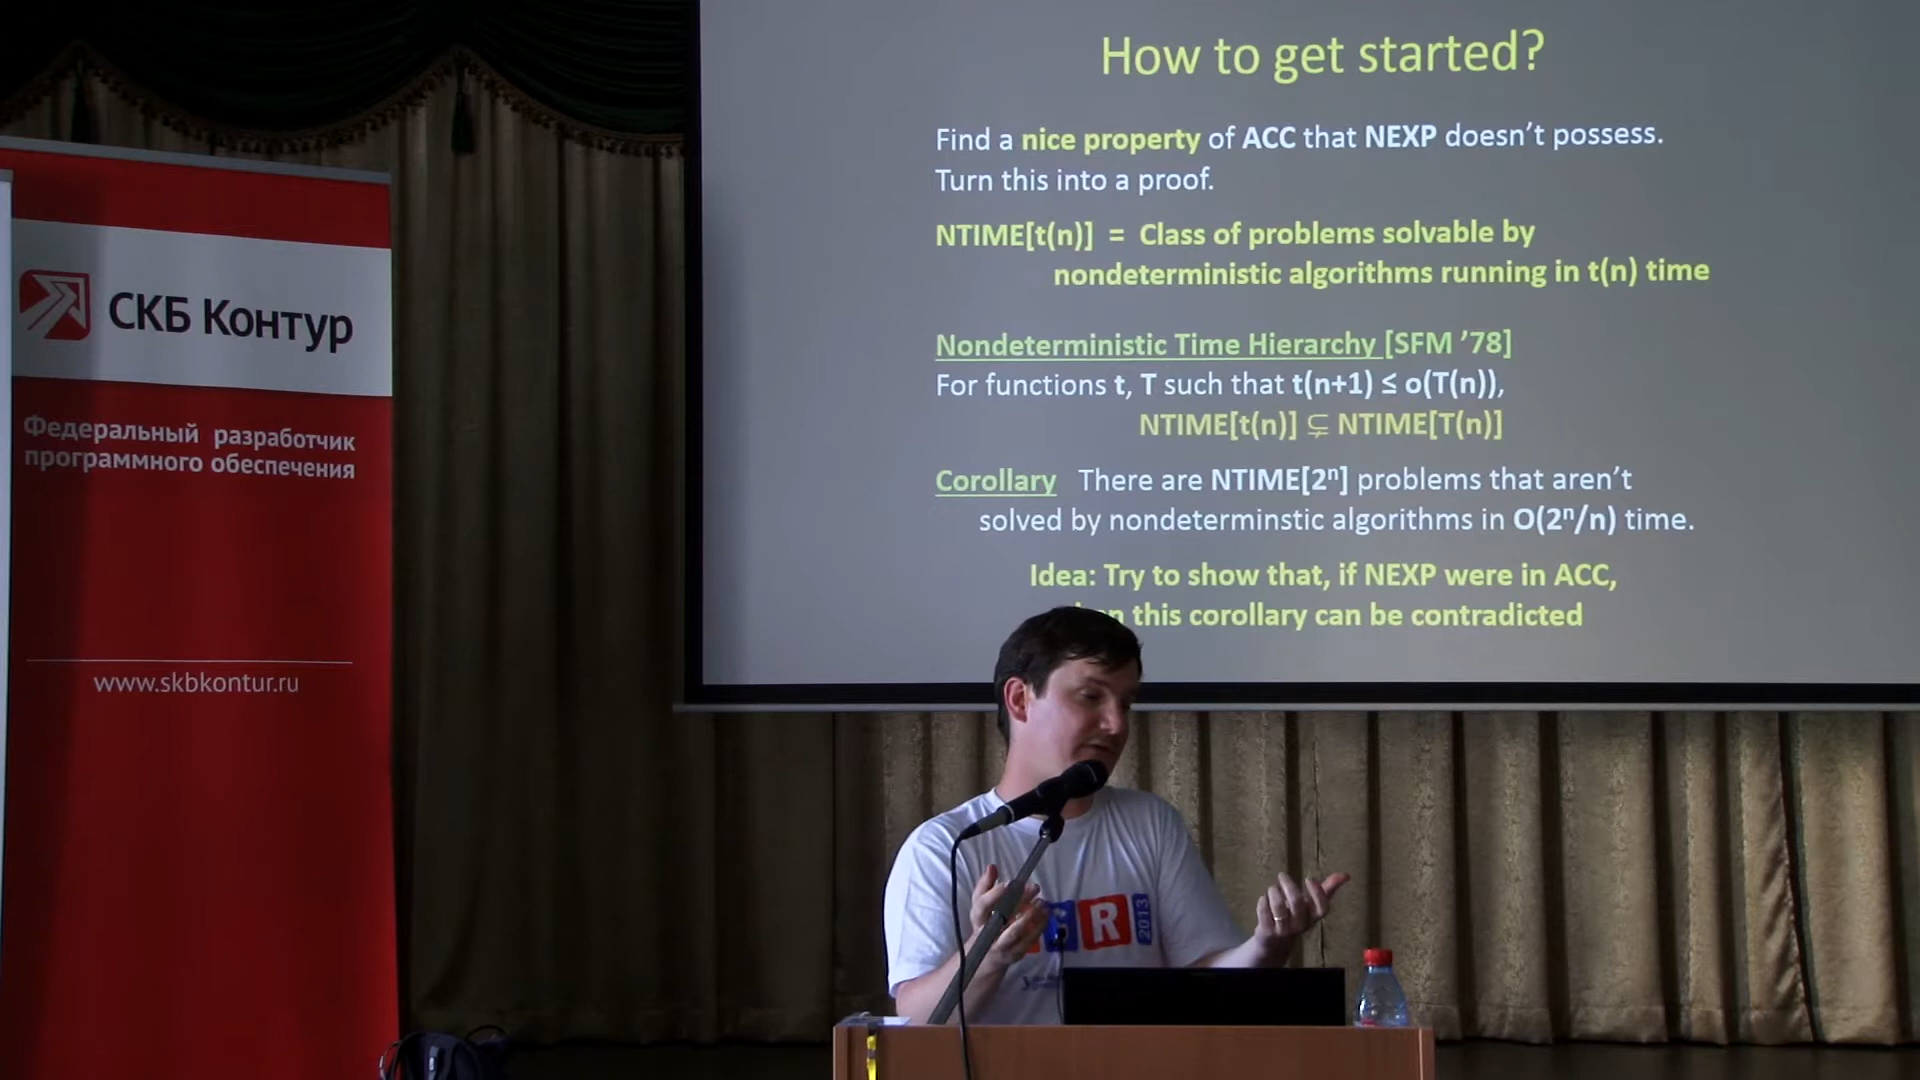 How to get started?
Find a nice property of ACC that NEXP doesn't possess.
Turn this into a proof.
NTIME[t(n)] = Class of problems solvable by
nondeterministic algorithms running in t(n) time
Nondeterministic Time Hierarchy [SFM ’78]
For functions t, T such that t(n+1) ≤ o(T(n)),
NTIME[t(n)] ⊊ NTIME[T(n)]
Corollary There are NTIME[2ⁿ] problems that aren’t
solved by nondeterminstic algorithms in O(2ⁿ/n) time.
Idea: Try to show that, if NEXP were in ACC,
this corollary can be contradicted
СКБ Контур
Федеральный разработчик
программного обеспечения
www.skbkontur.ru
R 2013